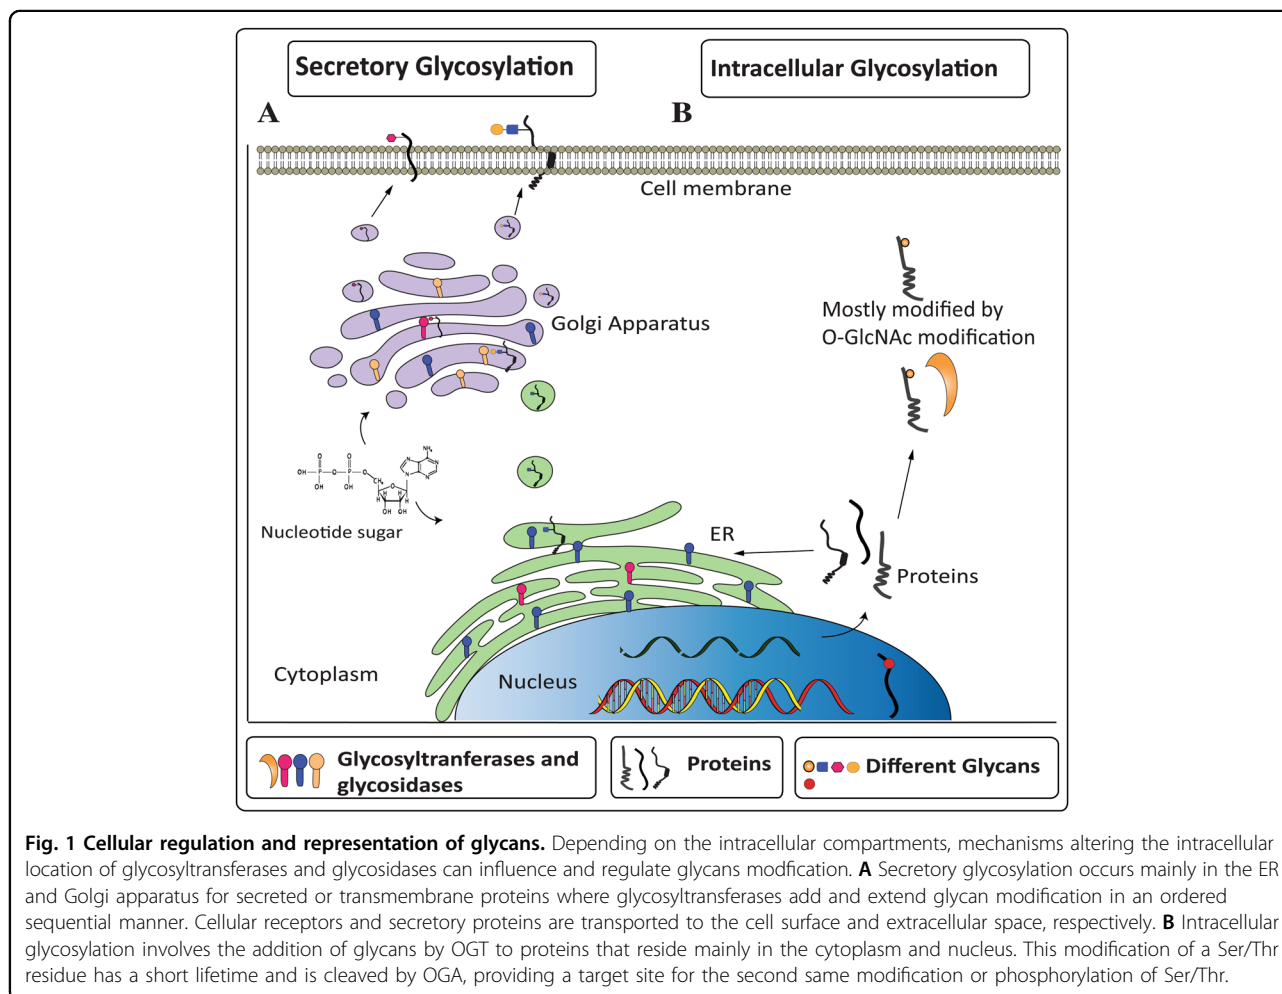 Secretory Glycosylation
Intracellular Glycosylation
A
B
Cell membrane
Golgi Apparatus
Mostly modified by
O-GlcNAc modification
NH₂
N
N
N
N
O
O
OH
P
O
P
O
CH₂
O
OH
OH
H
H
H
H
OH
OH
Nucleotide sugar
ER
Proteins
Cytoplasm
Nucleus
Glycosyltranferases and
glycosidases
Proteins
Different Glycans
Fig. 1 Cellular regulation and representation of glycans. Depending on the intracellular compartments, mechanisms altering the intracellular
location of glycosyltransferases and glycosidases can influence and regulate glycans modfication. A Secretory glycosylation occurs mainly in the ER
and Golgi apparatus for secreted or transmembrane proteins where glycosyltransferases add and extend glycan modification in an ordered
sequential manner. Cellular receptors and secretory proteins are transported to the cell surface and extracellular space, respectively. B Intracellular
glycosylation involves the addition of glycans by OGT to proteins that reside mainly in the cytoplasm and nucleus. This modification of a Ser/Thr
residue has a short lifetime and is cleaved by OGA, providing a target site for the second same modification or phosphorylation of Ser/Thr.